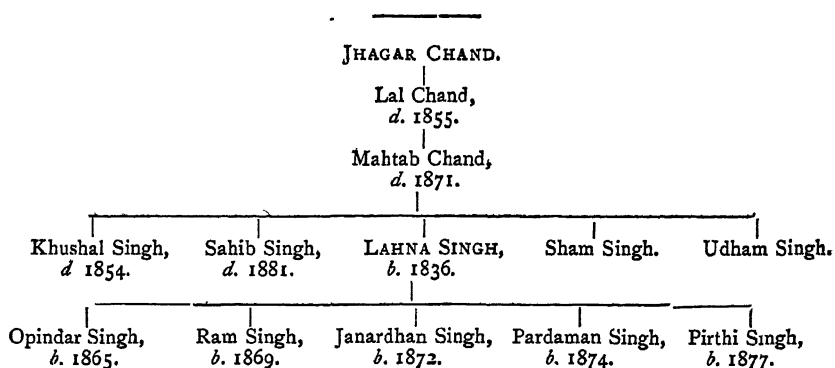 JHAGAR CHAND.
Lal Chand,
d. 1855.
Mahtab Chand,
d. 1871.
Khushal Singh, Sahib Singh, LAHNA SINGH, Sham Singh. Udham Singh.
d 1854. d. 1881. b. 1836.
Opindar Singh, Ram Singh, Janardhan Singh, Pardaman Singh, Pirthi Singh,
b. 1865. b. 1869. b. 1872. b. 1874. b. 1877.